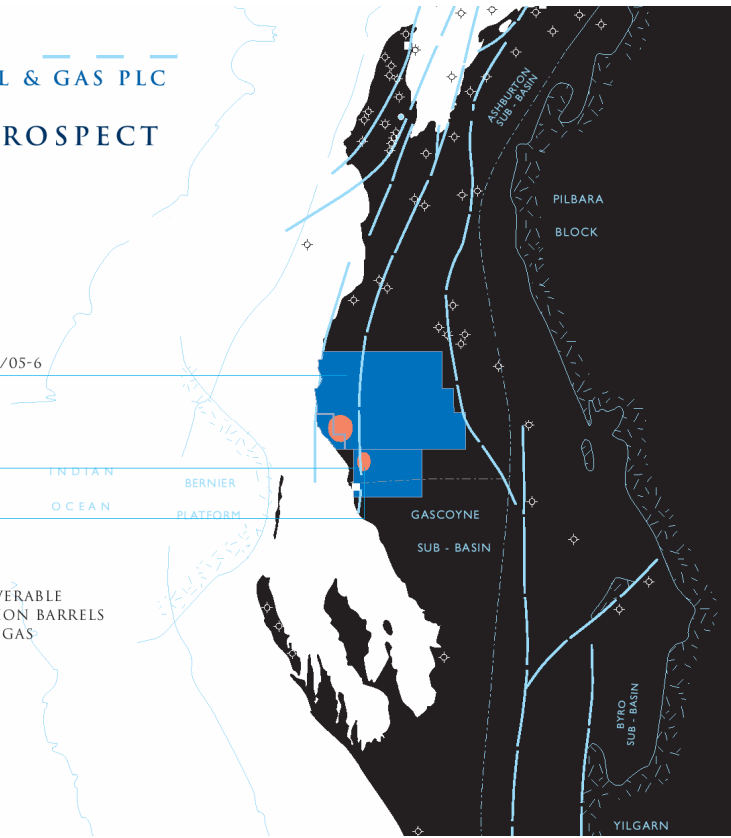 L & GAS PLC
ROSPECT
ASHBURTON
SUB - BASIN
PILBARA
BLOCK
/05-6
INDIAN
OCEAN
BERNIER
PLATFORM
GASCOYNE
SUB - BASIN
VERABLE
ION BARRELS
GAS
BYRO
SUB - BASIN
YILGARN